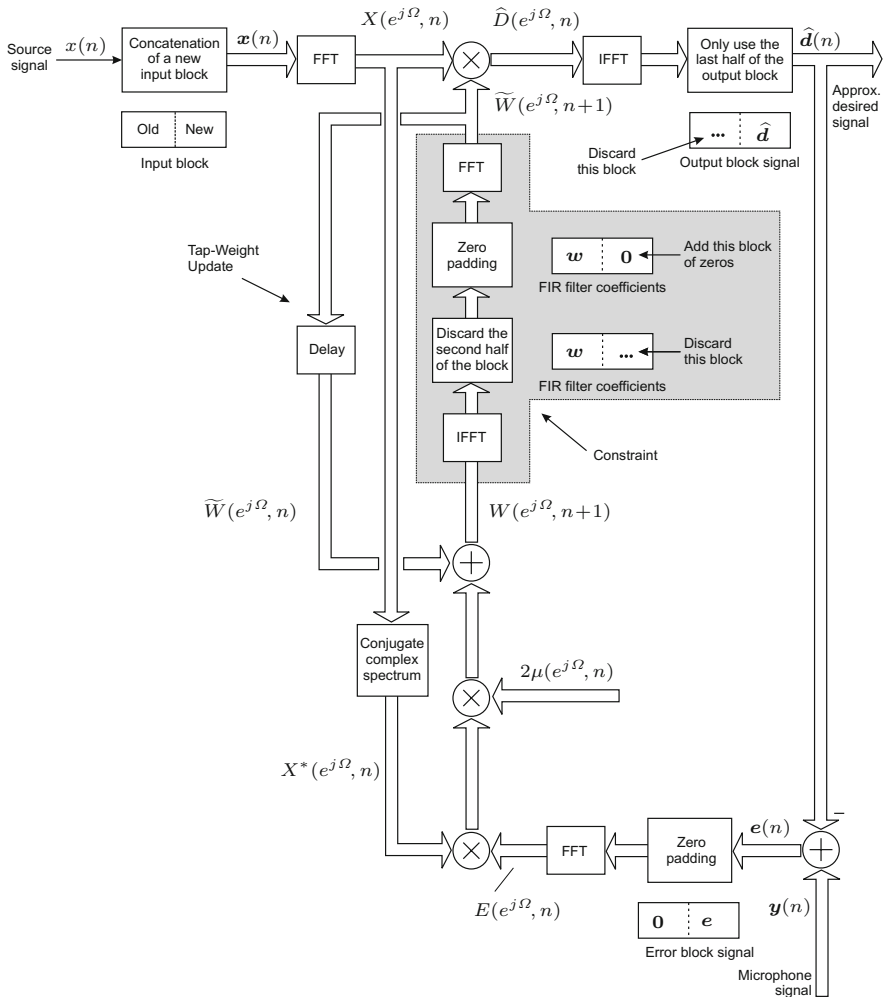 Source
signal
x(n)
Concatenation
of a new
input block
x(n)
FFT
X(e^{jΩ}, n)
×
D̂(e^{jΩ}, n)
IFFT
Only use the
last half of the
output block
d̂(n)
Approx.
desired
signal
W̃(e^{jΩ}, n+1)
Old
New
Input block
...
d̂
Discard
this block
Output block signal
FFT
Zero
padding
w
0
Add this block
of zeros
FIR filter coefficients
Tap-Weight
Update
Delay
Discard the
second half
of the block
w
...
Discard
this block
FIR filter coefficients
IFFT
Constraint
W̃(e^{jΩ}, n)
W(e^{jΩ}, n+1)
+
Conjugate
complex
spectrum
×
2μ(e^{jΩ}, n)
X*(e^{jΩ}, n)
×
FFT
Zero
padding
e(n)
−
+
E(e^{jΩ}, n)
0
e
Error block signal
y(n)
Microphone
signal